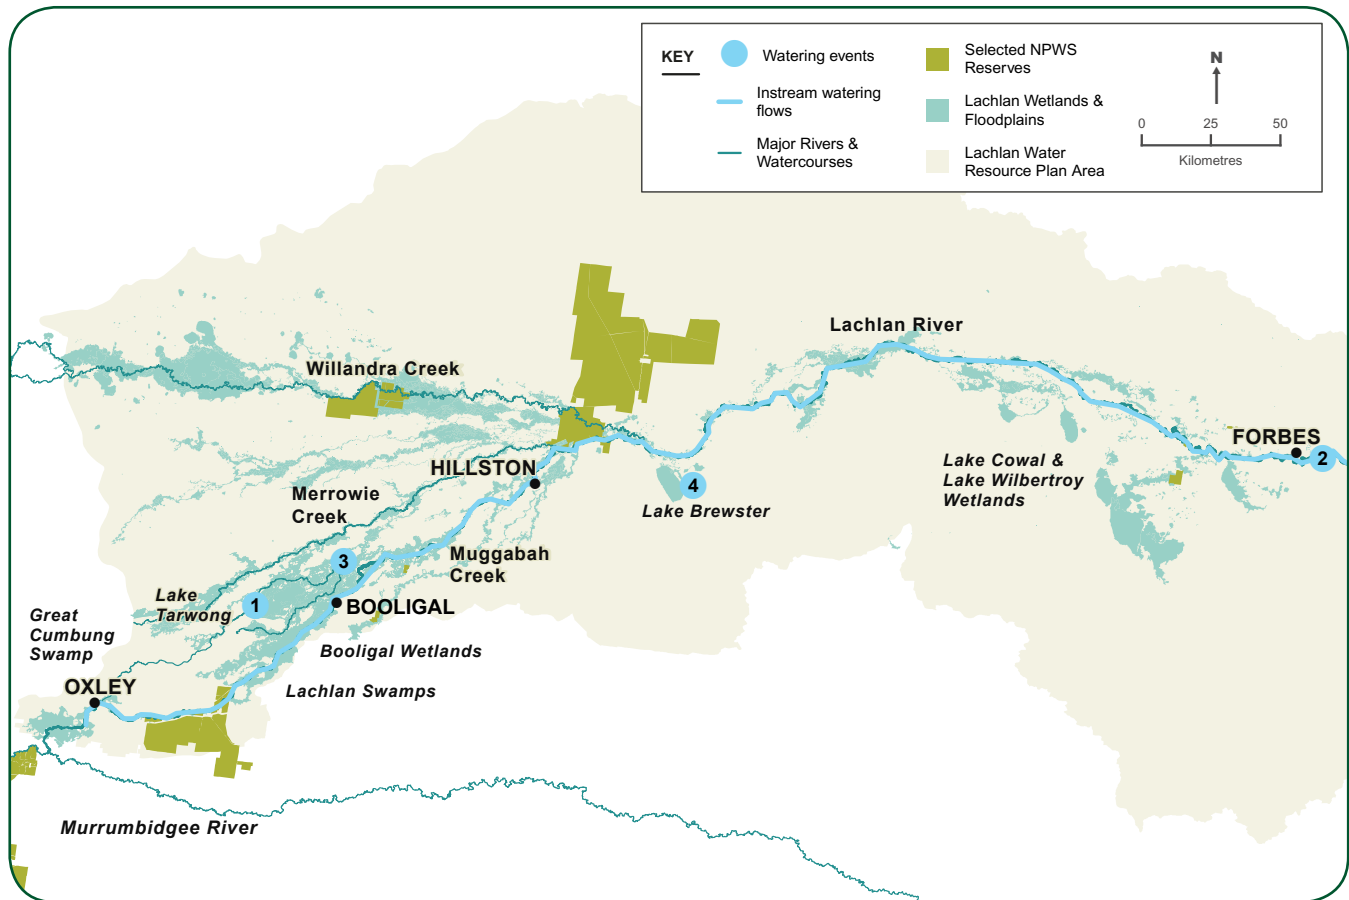 KEY
Watering events
Instream watering
flows
Major Rivers &
Watercourses
Selected NPWS
Reserves
Lachlan Wetlands &
Floodplains
Lachlan Water
Resource Plan Area
N
0 25 50
Kilometres
Lachlan River
Willandra Creek
FORBES
2
HILLSTON
Lake Cowal &
Lake Wilbertroy
Wetlands
4
Lake Brewster
Merrowie
Creek
Muggabah
Creek
3
1
Lake
Tarwong
BOOLIGAL
Great
Cumbung
Swamp
Booligal Wetlands
OXLEY
Lachlan Swamps
Murrumbidgee River